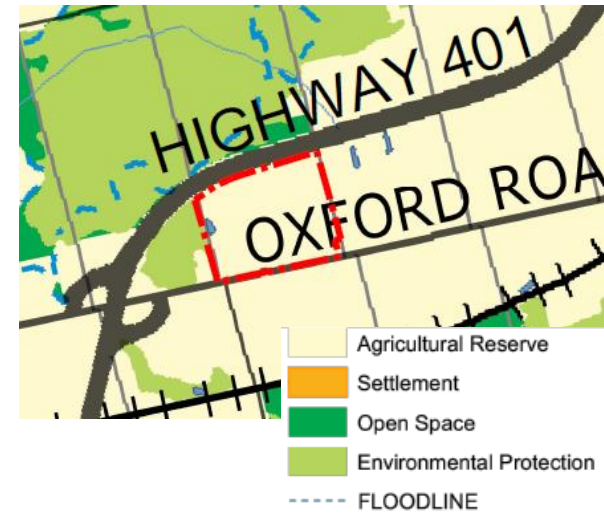 HIGHWAY 401
OXFORD ROA
Agricultural Reserve
Settlement
Open Space
Environmental Protection
FLOODLINE